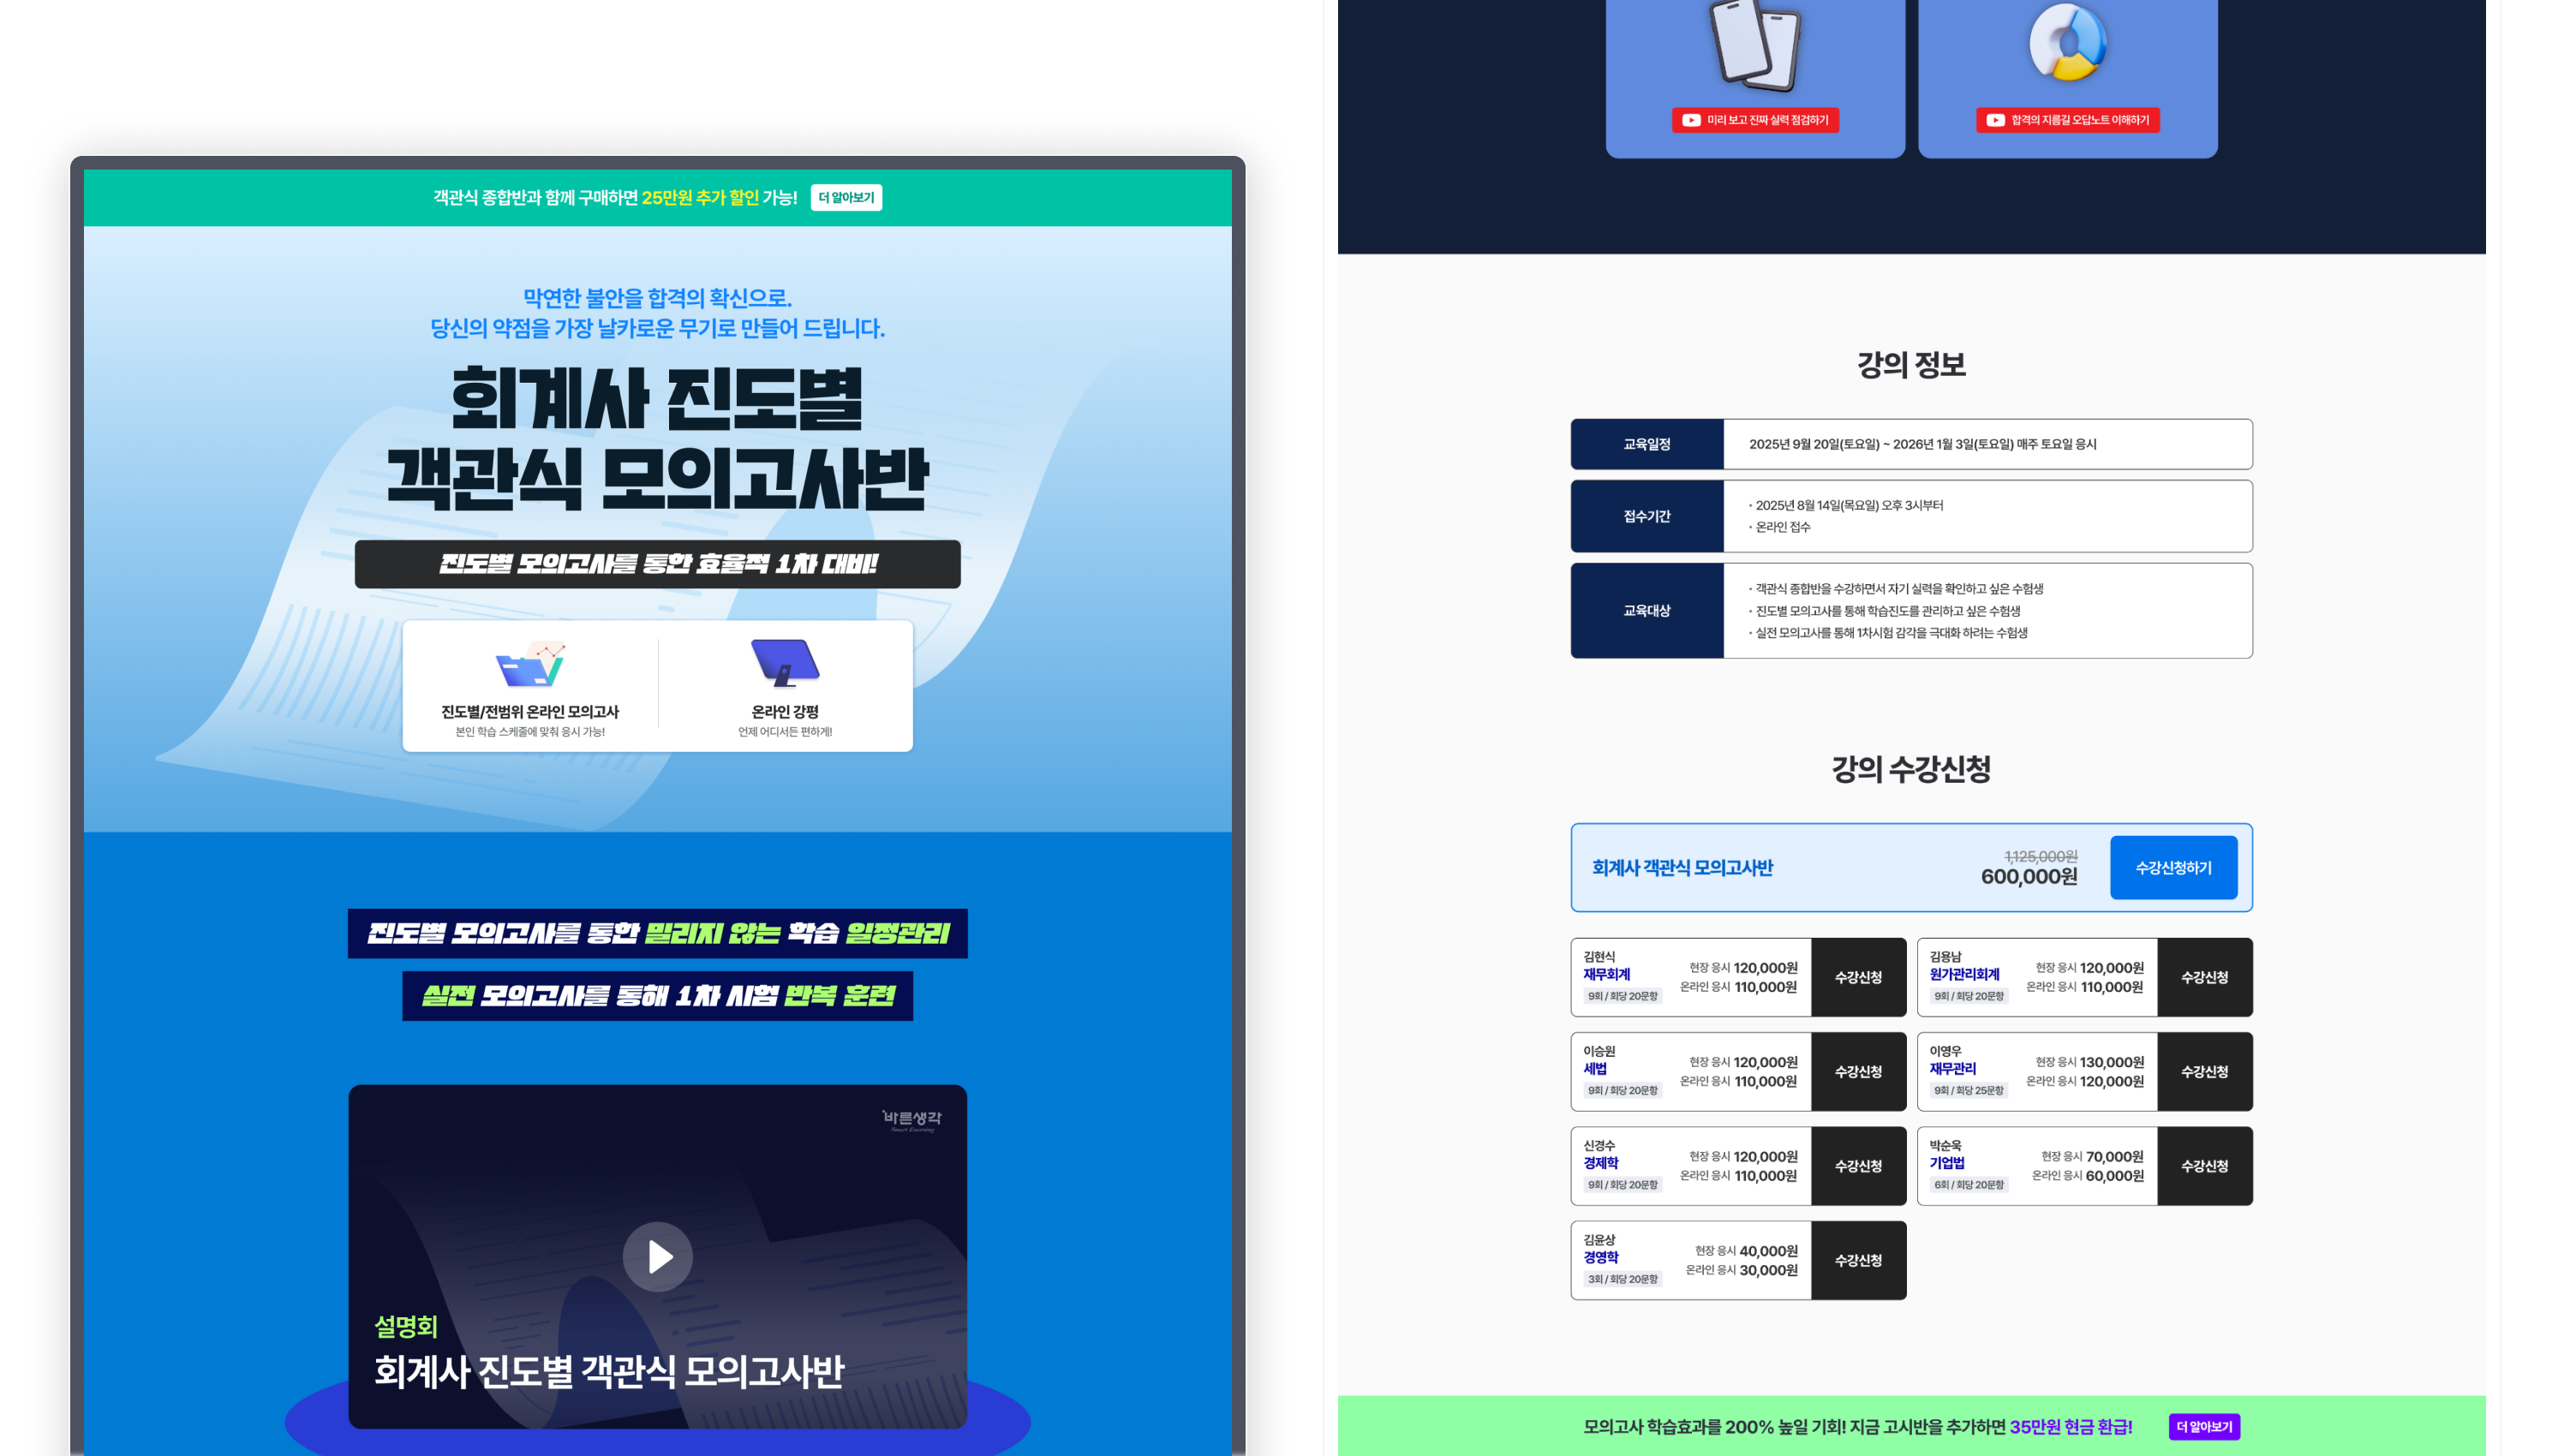 객관식 종합반과 함께 구매하면 25만원 추가 할인 가능! 더 알아보기
막연한 불안을 합격의 확신으로.
당신의 약점을 가장 날카로운 무기로 만들어 드립니다.
회계사 진도별
객관식 모의고사반
진도별 모의고사를 통한 효율적 1차 대비!
진도별/전범위 온라인 모의고사
본인 학습 스케줄에 맞춰 응시 가능!
온라인 강평
언제 어디서든 편하게!
진도별 모의고사를 통한 밀리지 않는 학습 일정관리
실전 모의고사를 통해 1차 시험 반복 훈련
바른생각
Smart Learning
설명회
회계사 진도별 객관식 모의고사반
미리 보고 진짜 실력 점검하기
합격의 지름길 오답노트 이해하기
강의 정보
교육일정
2025년 9월 20일(토요일) ~ 2026년 1월 3일(토요일) 매주 토요일 응시
접수기간
· 2025년 8월 14일(목요일) 오후 3시부터
· 온라인 접수
교육대상
· 객관식 종합반을 수강하면서 자기 실력을 확인하고 싶은 수험생
· 진도별 모의고사를 통해 학습진도를 관리하고 싶은 수험생
· 실전 모의고사를 통해 1차시험 감각을 극대화 하려는 수험생
강의 수강신청
회계사 객관식 모의고사반
1,125,000원
600,000원
수강신청하기
김현식
재무회계
9회 / 회당 20문항
현장 응시 120,000원
온라인 응시 110,000원
수강신청
김용남
원가관리회계
9회 / 회당 20문항
현장 응시 120,000원
온라인 응시 110,000원
수강신청
이승원
세법
9회 / 회당 20문항
현장 응시 120,000원
온라인 응시 110,000원
수강신청
이영우
재무관리
9회 / 회당 25문항
현장 응시 130,000원
온라인 응시 120,000원
수강신청
신경수
경제학
9회 / 회당 20문항
현장 응시 120,000원
온라인 응시 110,000원
수강신청
박순욱
기업법
6회 / 회당 20문항
현장 응시 70,000원
온라인 응시 60,000원
수강신청
김윤상
경영학
3회 / 회당 20문항
현장 응시 40,000원
온라인 응시 30,000원
수강신청
모의고사 학습효과를 200% 높일 기회! 지금 고시반을 추가하면 35만원 현금 환급! 더 알아보기